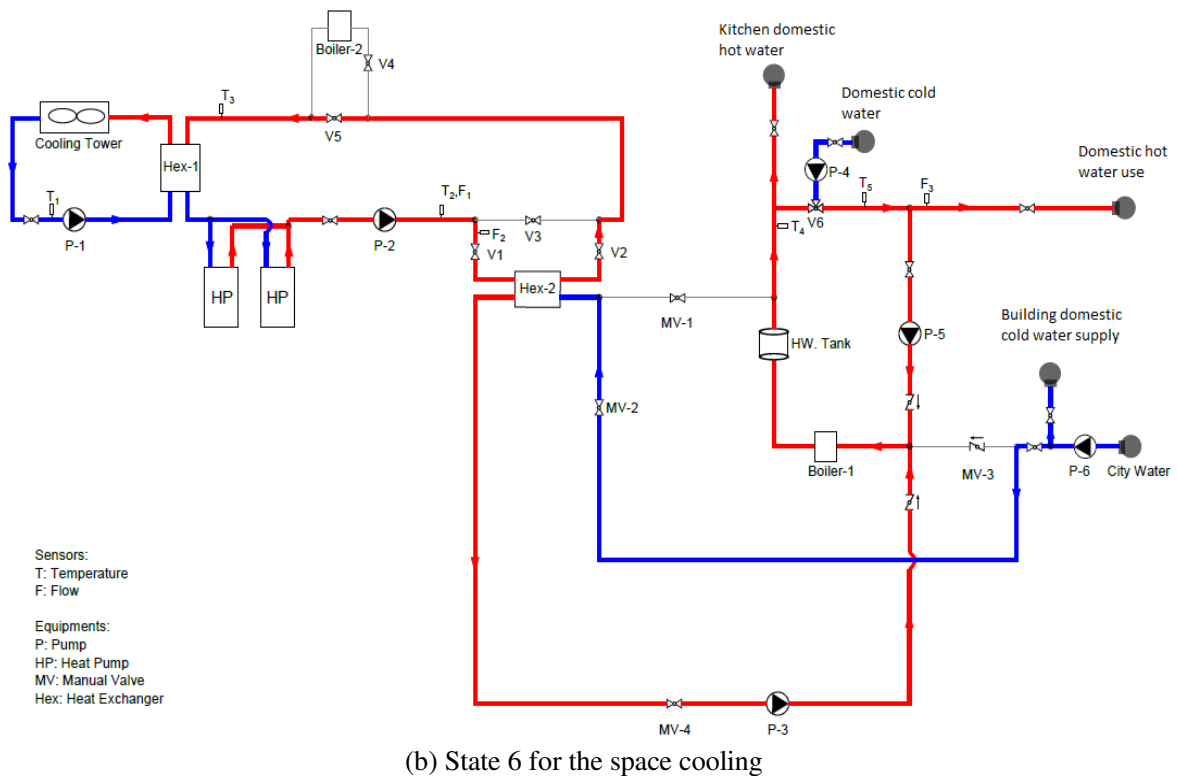 Kitchen domestic
hot water
Boiler-2
V4
Domestic cold
water
T3
V5
Cooling Tower
Hex-1
P-4
Domestic hot
water use
T1
P-1
T2,F1
P-2
F2
V3
V1
V2
T5
F3
V6
T4
HP
HP
Hex-2
MV-1
HW. Tank
P-5
Building domestic
cold water supply
MV-2
Boiler-1
MV-3
P-6
City Water
Sensors:
T: Temperature
F: Flow
Equipments:
P: Pump
HP: Heat Pump
MV: Manual Valve
Hex: Heat Exchanger
MV-4
P-3
(b) State 6 for the space cooling